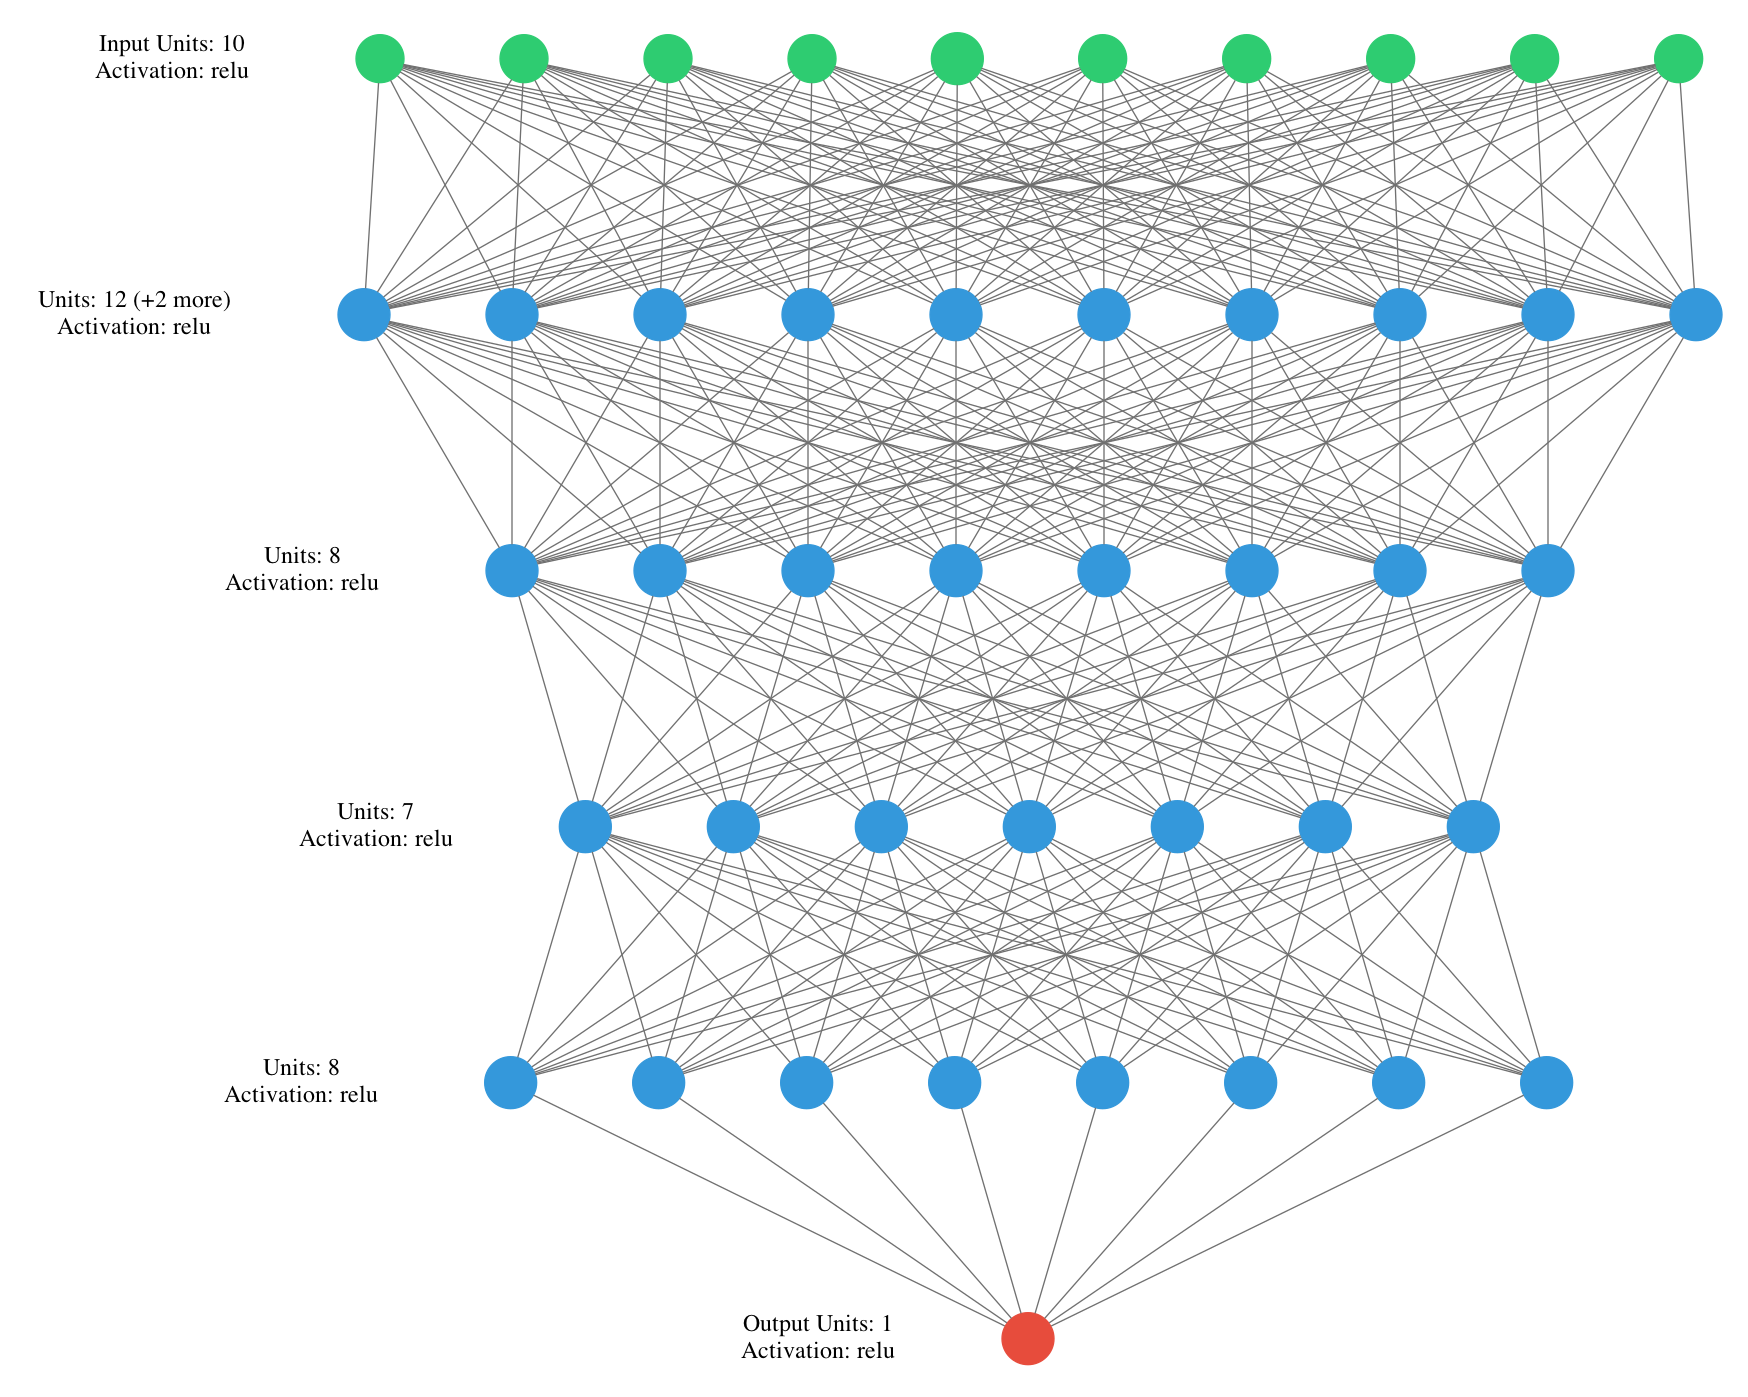 Input Units: 10
Activation: relu
Units: 12 (+2 more)
Activation: relu
Units: 8
Activation: relu
Units: 7
Activation: relu
Units: 8
Activation: relu
Output Units: 1
Activation: relu